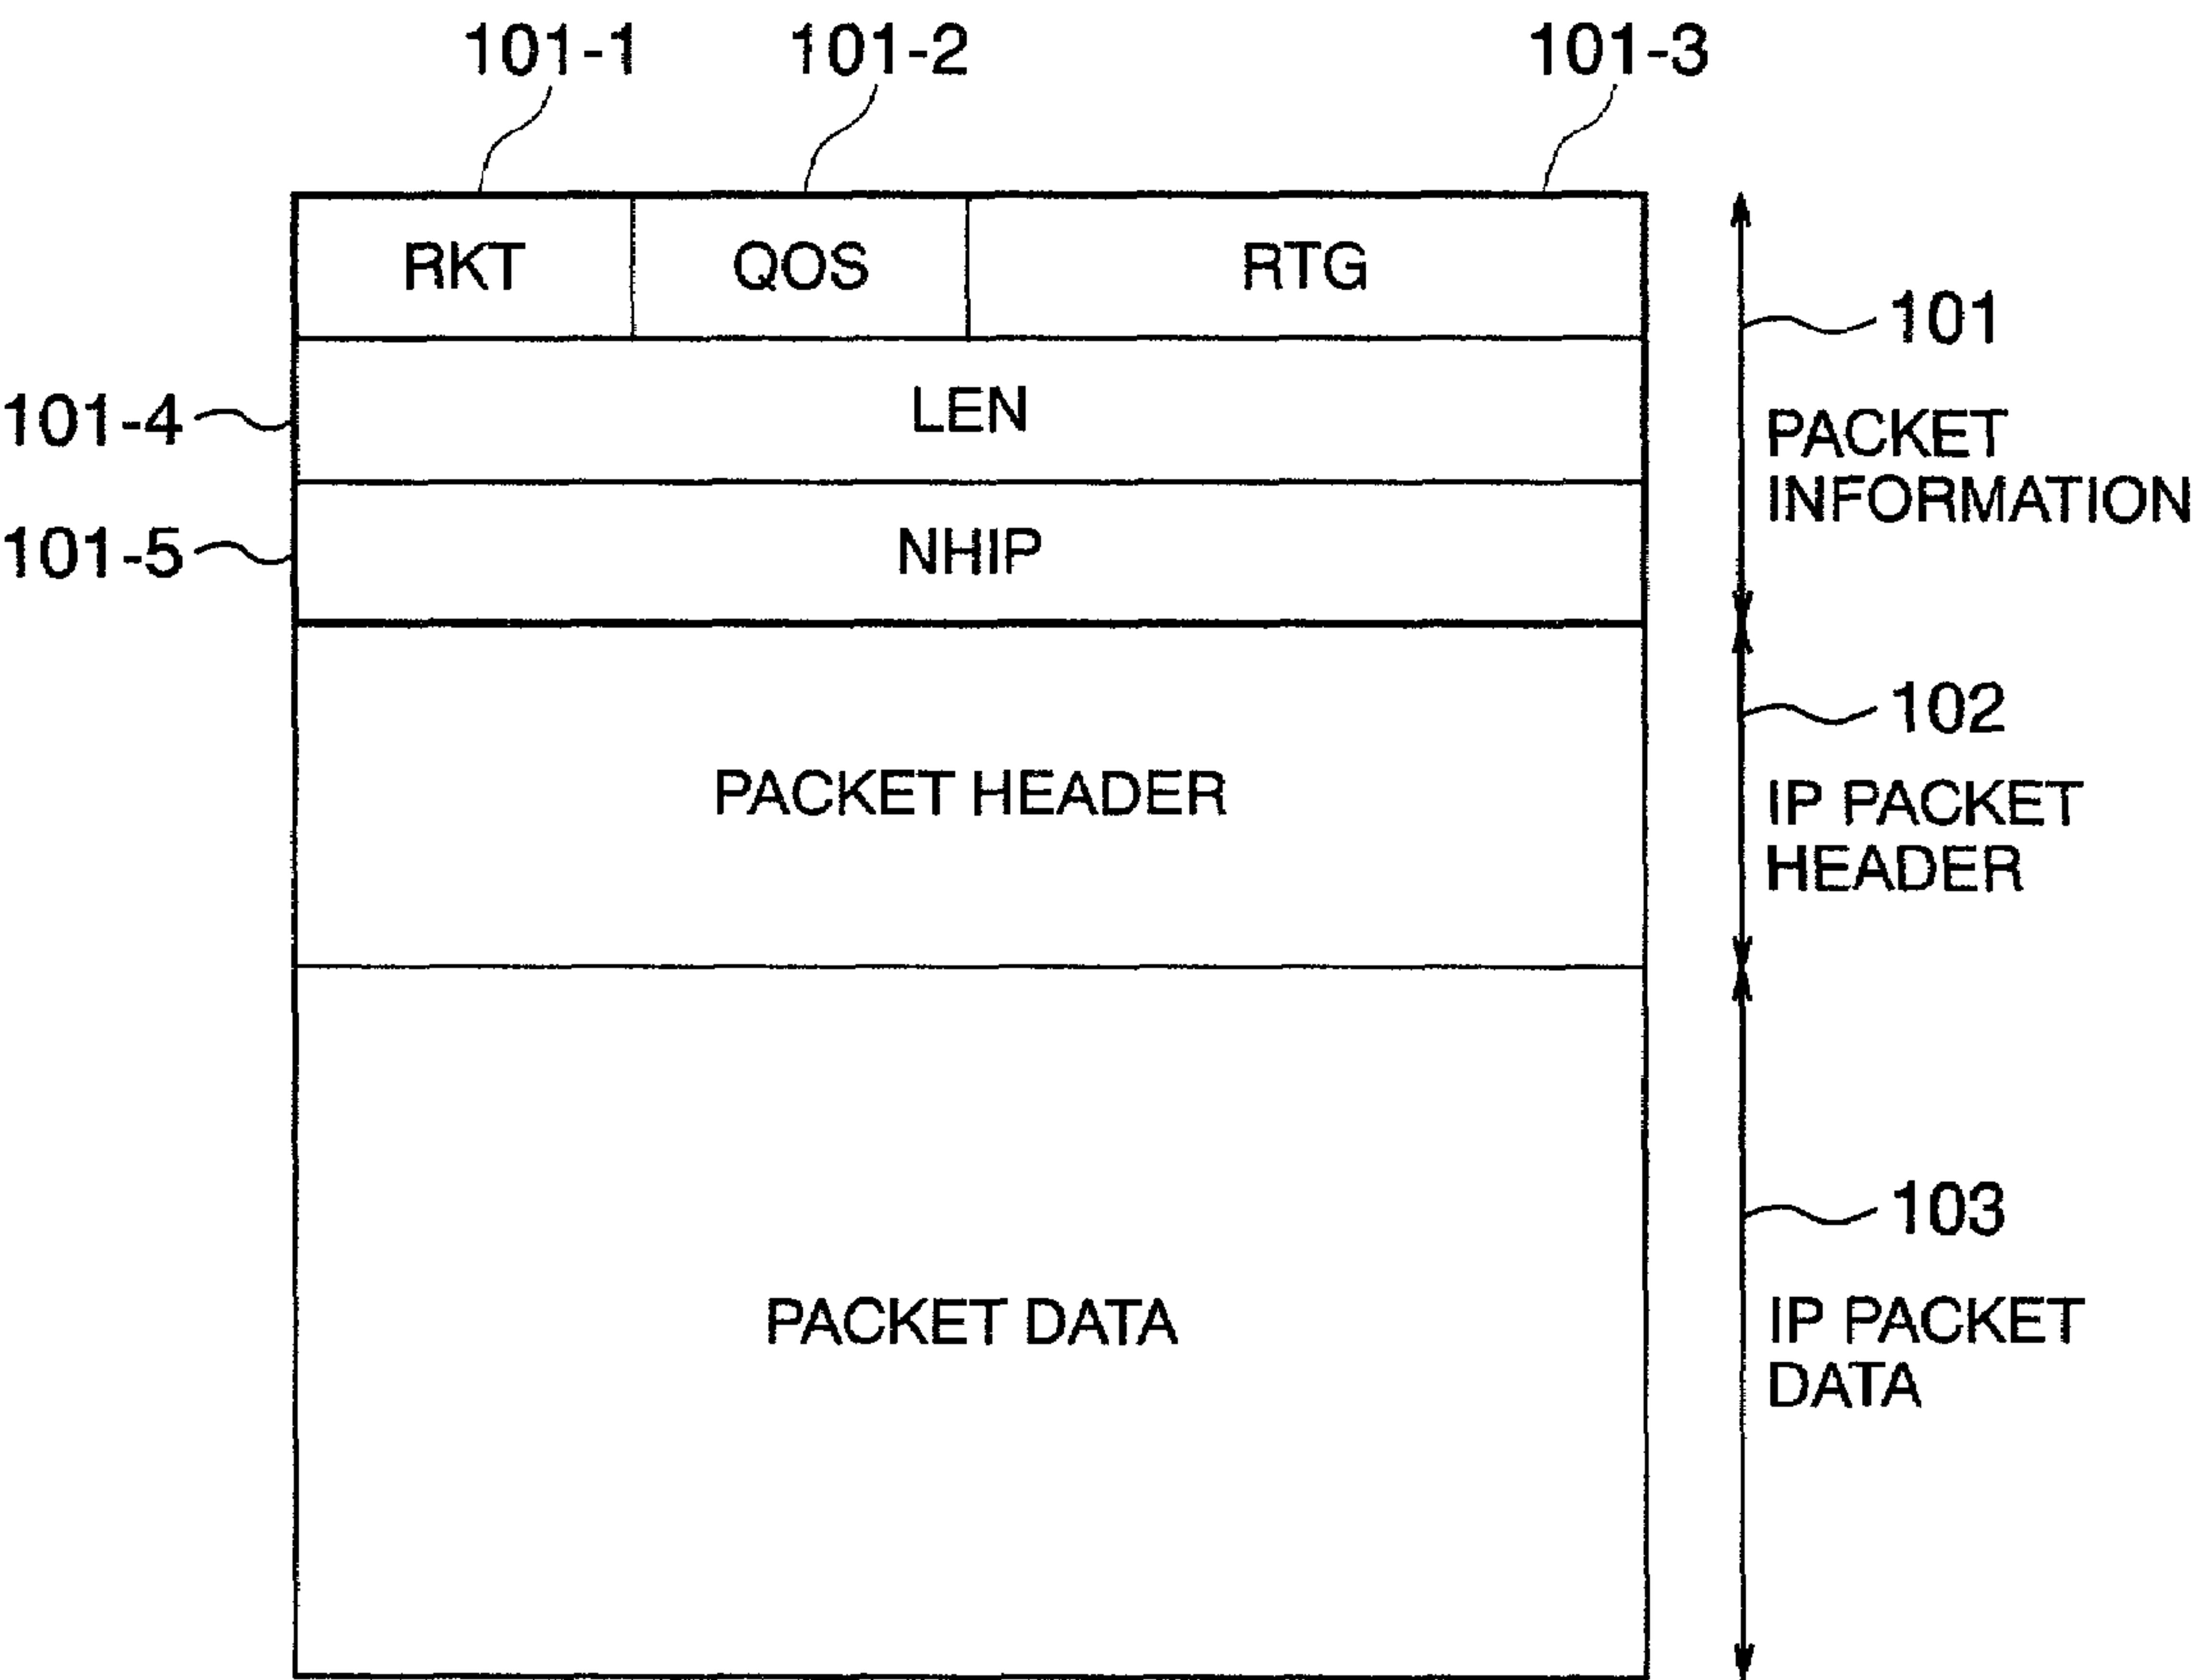 101-1 101-2 101-3
RKT QOS RTG
101
101-4 LEN
PACKET
INFORMATION
101-5 NHIP
102
PACKET HEADER
IP PACKET
HEADER
103
PACKET DATA
IP PACKET
DATA